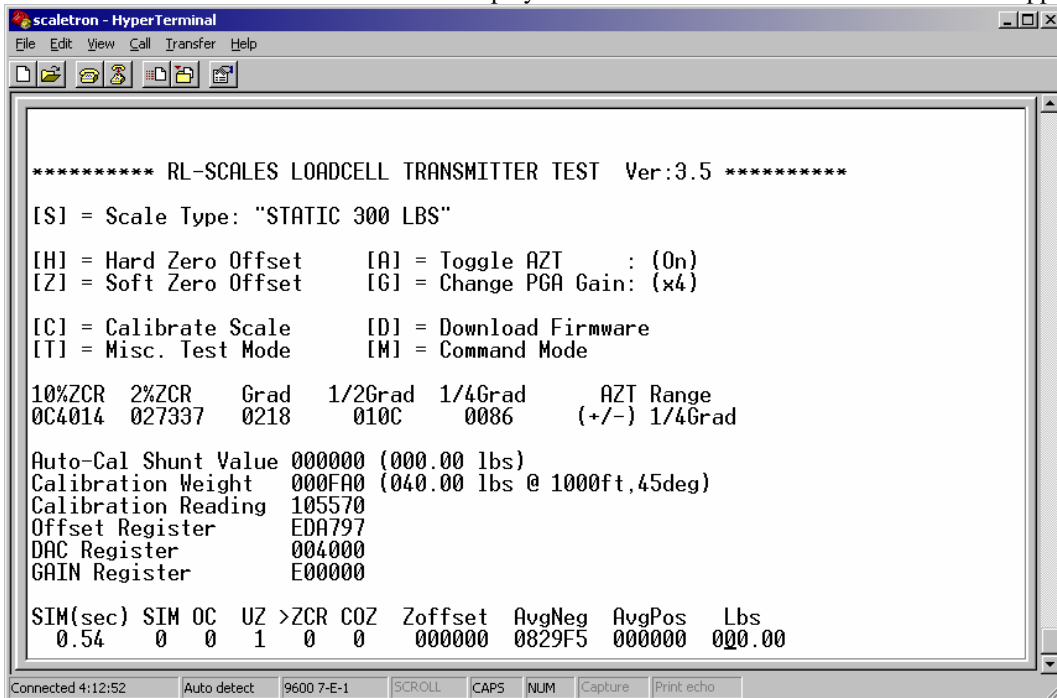 scaletron - HyperTerminal
File Edit View Call Transfer Help
********** RL-SCALES LOADCELL TRANSMITTER TEST Ver:3.5 **********
[S] = Scale Type: "STATIC 300 LBS"
[H] = Hard Zero Offset [A] = Toggle AZT : (On)
[Z] = Soft Zero Offset [G] = Change PGA Gain: (x4)
[C] = Calibrate Scale [D] = Download Firmware
[T] = Misc. Test Mode [M] = Command Mode
10%ZCR 2%ZCR Grad 1/2Grad 1/4Grad AZT Range
0C4014 027337 0218 010C 0086 (+/-) 1/4Grad
Auto-Cal Shunt Value 000000 (000.00 lbs)
Calibration Weight 000FA0 (040.00 lbs @ 1000ft,45deg)
Calibration Reading 105570
Offset Register EDA797
DAC Register 004000
GAIN Register E00000
SIM(sec) SIM OC UZ >ZCR COZ Zoffset AvgNeg AvgPos Lbs
0.54 0 0 1 0 0 000000 0829F5 000000 000.00
Connected 4:12:52 Auto detect 9600 7-E-1 SCROLL CAPS NUM Capture Print echo